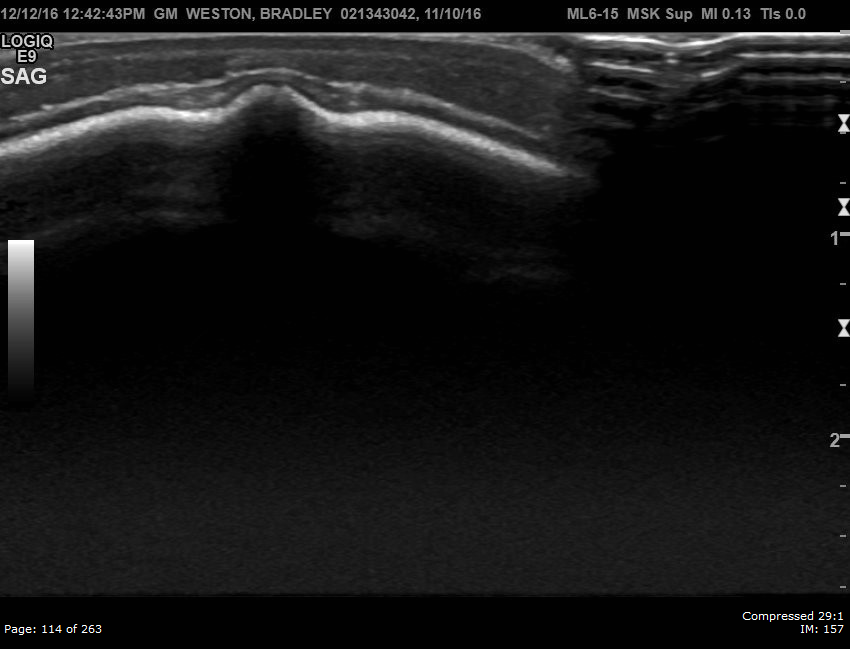 12/12/16 12:42:43PM GM WESTON, BRADLEY 021343042, 11/10/16 ML6-15 MSK Sup MI 0.13 TIs 0.0
LOGIQ
E9
SAG
1
2
Compressed 29:1
Page: 114 of 263 IM: 157